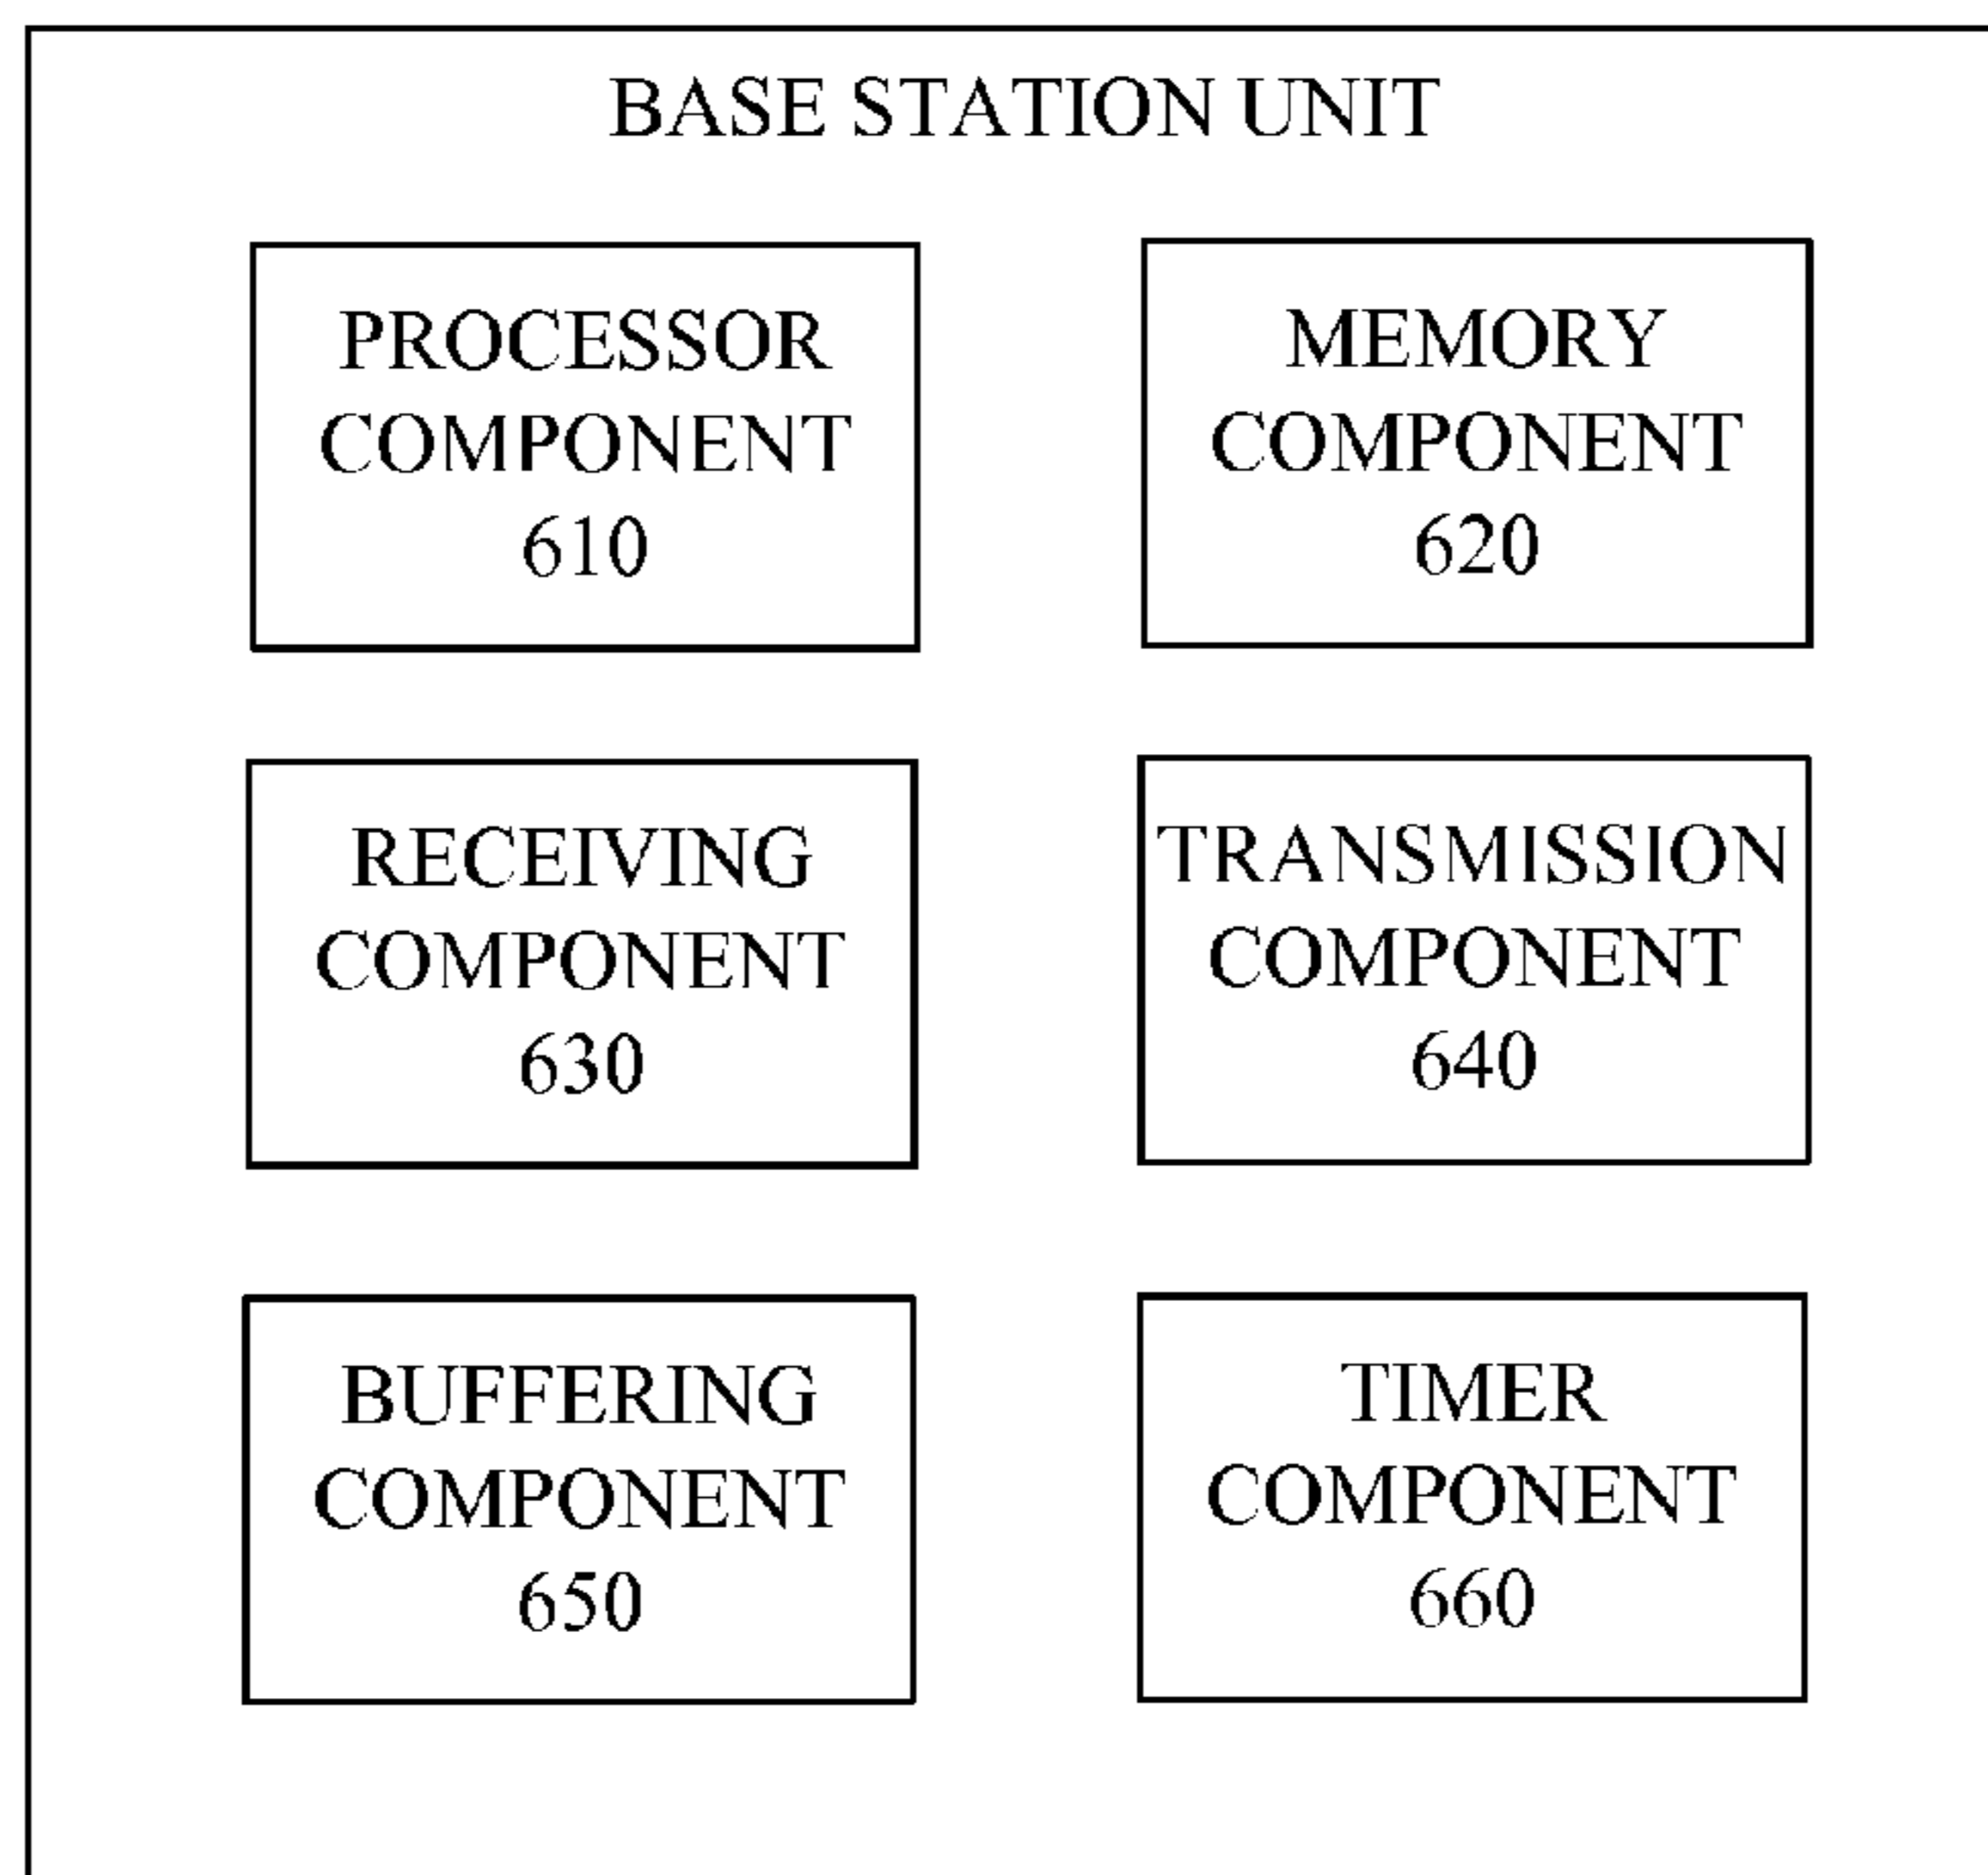 BASE STATION UNIT
PROCESSOR
COMPONENT
610
MEMORY
COMPONENT
620
RECEIVING
COMPONENT
630
TRANSMISSION
COMPONENT
640
BUFFERING
COMPONENT
650
TIMER
COMPONENT
660